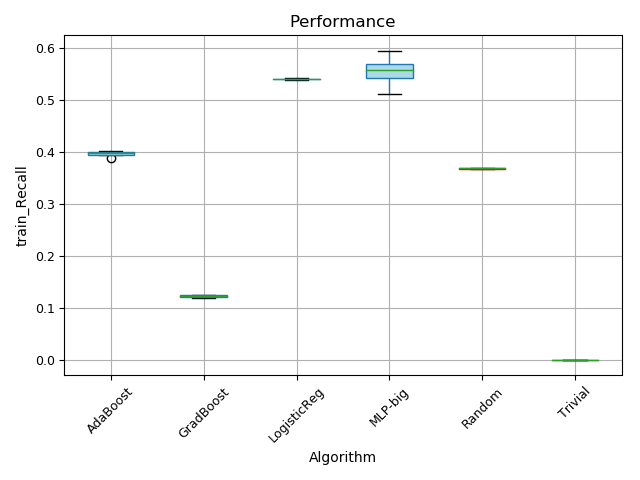 Performance
train_Recall
0.6
0.5
0.4
0.3
0.2
0.1
0.0
AdaBoost
GradBoost
LogisticReg
MLP-big
Random
Trivial
Algorithm